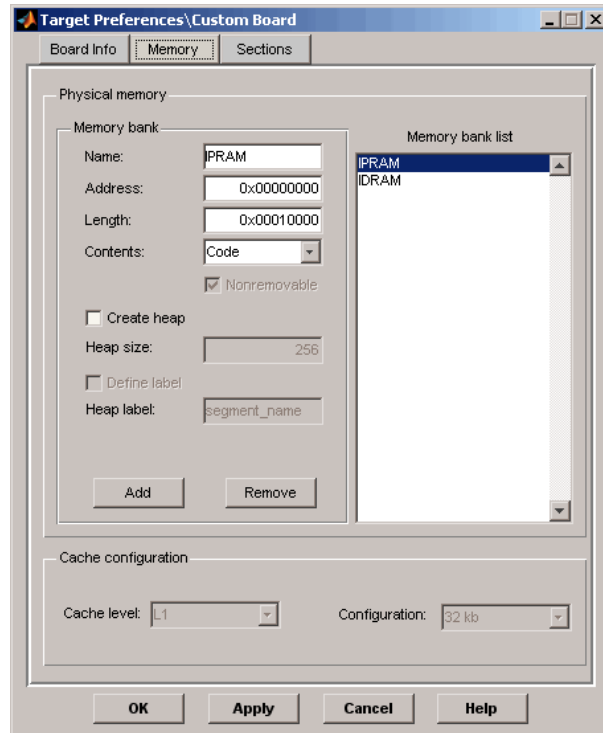 Target Preferences\Custom Board
Board Info Memory Sections
Physical memory
Memory bank
Memory bank list
Name: IPRAM
IPRAM
IDRAM
Address: 0x00000000
Length: 0x00010000
Contents: Code
Nonremovable
Create heap
Heap size: 256
Define label
Heap label: segment_name
Add Remove
Cache configuration
Cache level: L1 Configuration: 32 kb
OK Apply Cancel Help